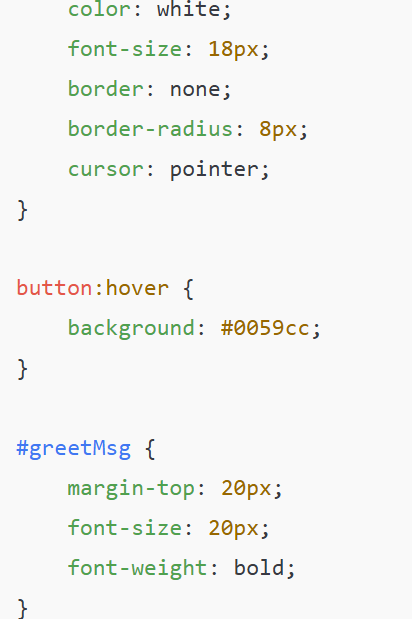 color: white;
font-size: 18px;
border: none;
border-radius: 8px;
cursor: pointer;
}
button:hover {
background: #0059cc;
}
#greetMsg {
margin-top: 20px;
font-size: 20px;
font-weight: bold;
}